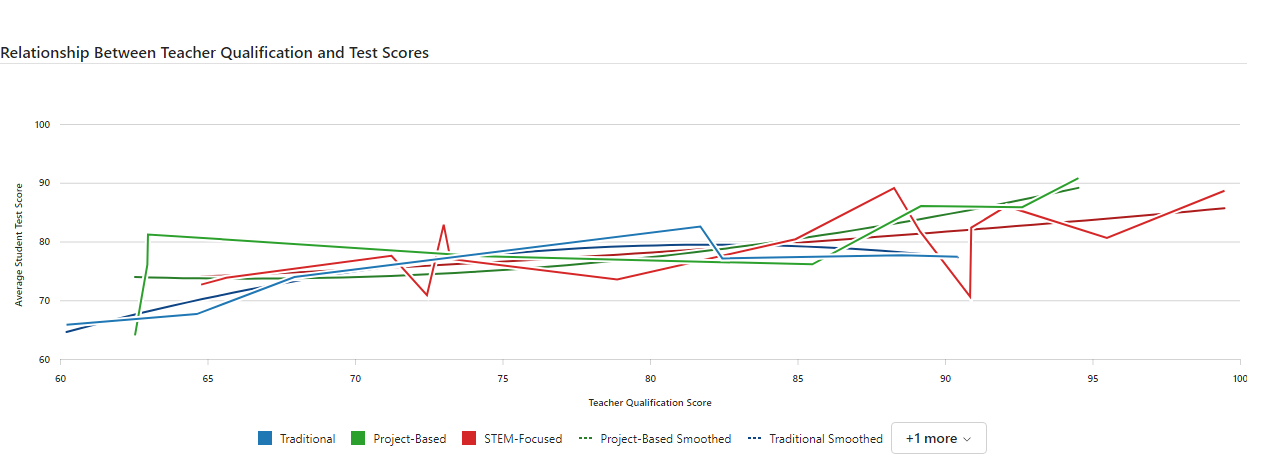 Relationship Between Teacher Qualification and Test Scores
Average Student Test Score
100
90
80
70
60
60 65 70 75 80 85 90 95 100
Teacher Qualification Score
Traditional Project-Based STEM-Focused Project-Based Smoothed Traditional Smoothed +1 more